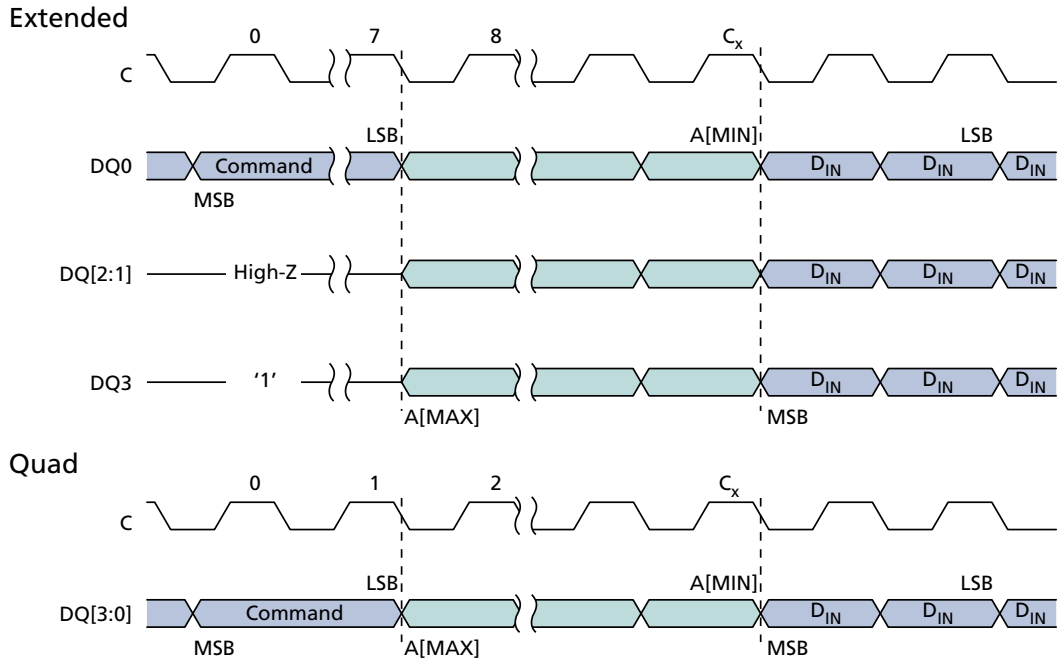 Extended
0 7 8 Cx
C
LSB A[MIN] LSB
DQ0 Command DIN DIN DIN
MSB
DQ[2:1] High-Z DIN DIN DIN
DQ3 ‘1’ DIN DIN DIN
A[MAX] MSB
Quad
0 1 2 Cx
C
LSB A[MIN] LSB
DQ[3:0] Command DIN DIN DIN
MSB A[MAX] MSB